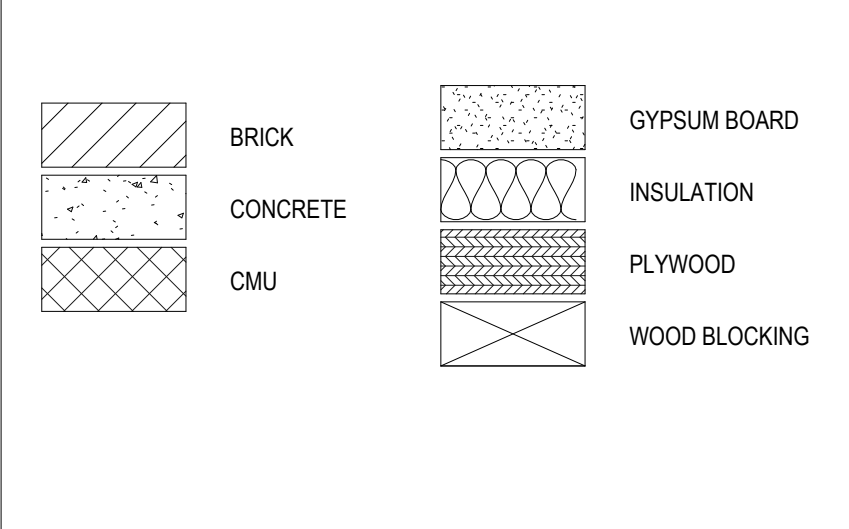 BRICK
CONCRETE
CMU
GYPSUM BOARD
INSULATION
PLYWOOD
WOOD BLOCKING